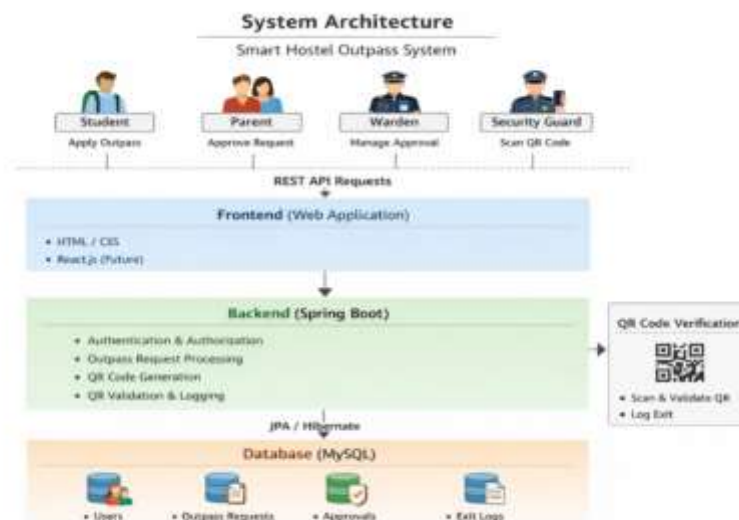 System Architecture
Smart Hostel Outpass System
Student
Parent
Warden
Security Guard
Apply Outpass
Approve Request
Manage Approval
Scan QR Code
REST API Requests
Frontend (Web Application)
• HTML / CSS
• React.js (Future)
Backend (Spring Boot)
• Authentication & Authorization
• Outpass Request Processing
• QR Code Generation
• QR Validation & Logging
QR Code Verification
• Scan & Validate QR
• Log Exit
JPA / Hibernate
Database (MySQL)
• Users
• Outpass Requests
• Approvals
• Exit Logs